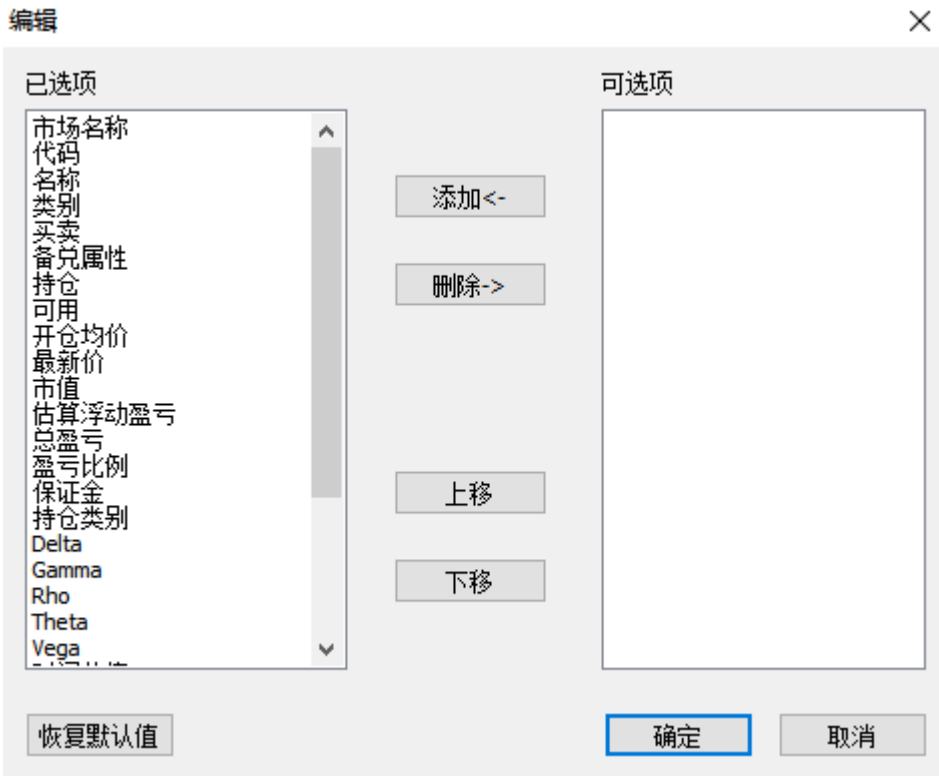 编辑
已选项
可选项
市场名称
代码
名称
类别
买卖
备兑属性
持仓
可用
开仓均价
最新价
市值
估算浮动盈亏
总盈亏
盈亏比例
保证金
持仓类别
Delta
Gamma
Rho
Theta
Vega
添加<-
删除->
上移
下移
恢复默认值
确定
取消